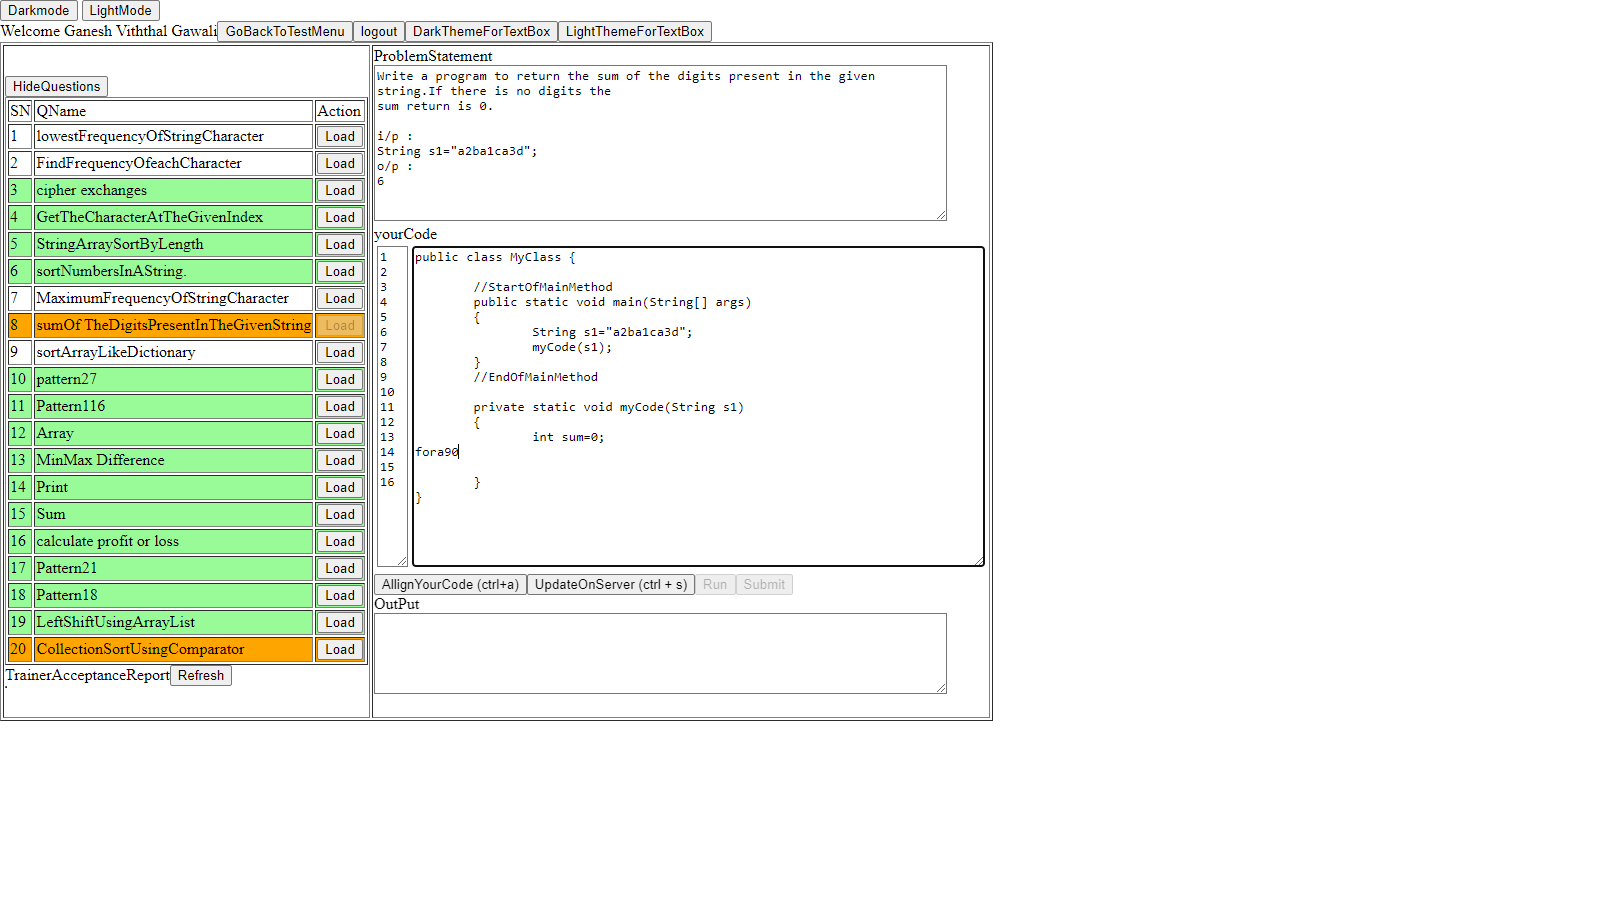 Darkmode LightMode
Welcome Ganesh Viththal Gawali GoBackToTestMenu logout DarkThemeForTextBox LightThemeForTextBox
HideQuestions
SN QName Action
1 lowestFrequencyOfStringCharacter Load
2 FindFrequencyOfeachCharacter Load
3 cipher exchanges Load
4 GetTheCharacterAtTheGivenIndex Load
5 StringArraySortByLength Load
6 sortNumbersInAString. Load
7 MaximumFrequencyOfStringCharacter Load
8 sumOf TheDigitsPresentInTheGivenString Load
9 sortArrayLikeDictionary Load
10 pattern27 Load
11 Pattern116 Load
12 Array Load
13 MinMax Difference Load
14 Print Load
15 Sum Load
16 calculate profit or loss Load
17 Pattern21 Load
18 Pattern18 Load
19 LeftShiftUsingArrayList Load
20 CollectionSortUsingComparator Load
TrainerAcceptanceReport Refresh
.
ProblemStatement
Write a program to return the sum of the digits present in the given
string.If there is no digits the
sum return is 0.
i/p :
String s1="a2ba1ca3d";
o/p :
6
yourCode
1 public class MyClass {
2
3 //StartOfMainMethod
4 public static void main(String[] args)
5 {
6 String s1="a2ba1ca3d";
7 myCode(s1);
8 }
9 //EndOfMainMethod
10
11 private static void myCode(String s1)
12 {
13 int sum=0;
14 fora90
15
16 }
}
AllignYourCode (ctrl+a) UpdateOnServer (ctrl + s) Run Submit
OutPut